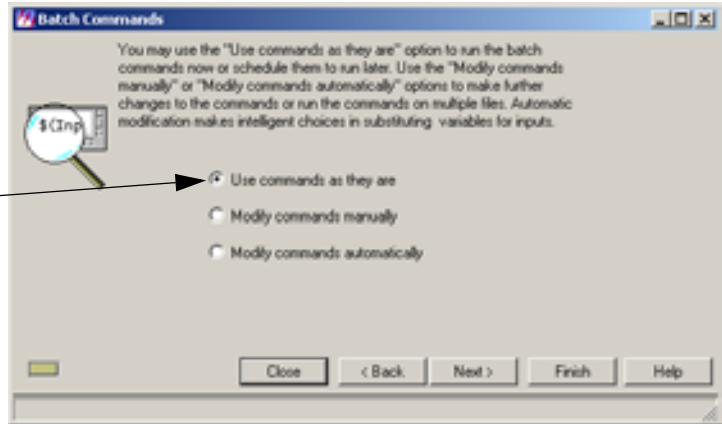 Batch Commands
You may use the "Use commands as they are" option to run the batch
commands now or schedule them to run later. Use the "Modify commands
manually" or "Modify commands automatically" options to make further
changes to the commands or run the commands on multiple files. Automatic
modification makes intelligent choices in substituting variables for inputs.
$(Inp
Use commands as they are
Modify commands manually
Modify commands automatically
Close
< Back
Next >
Finish
Help